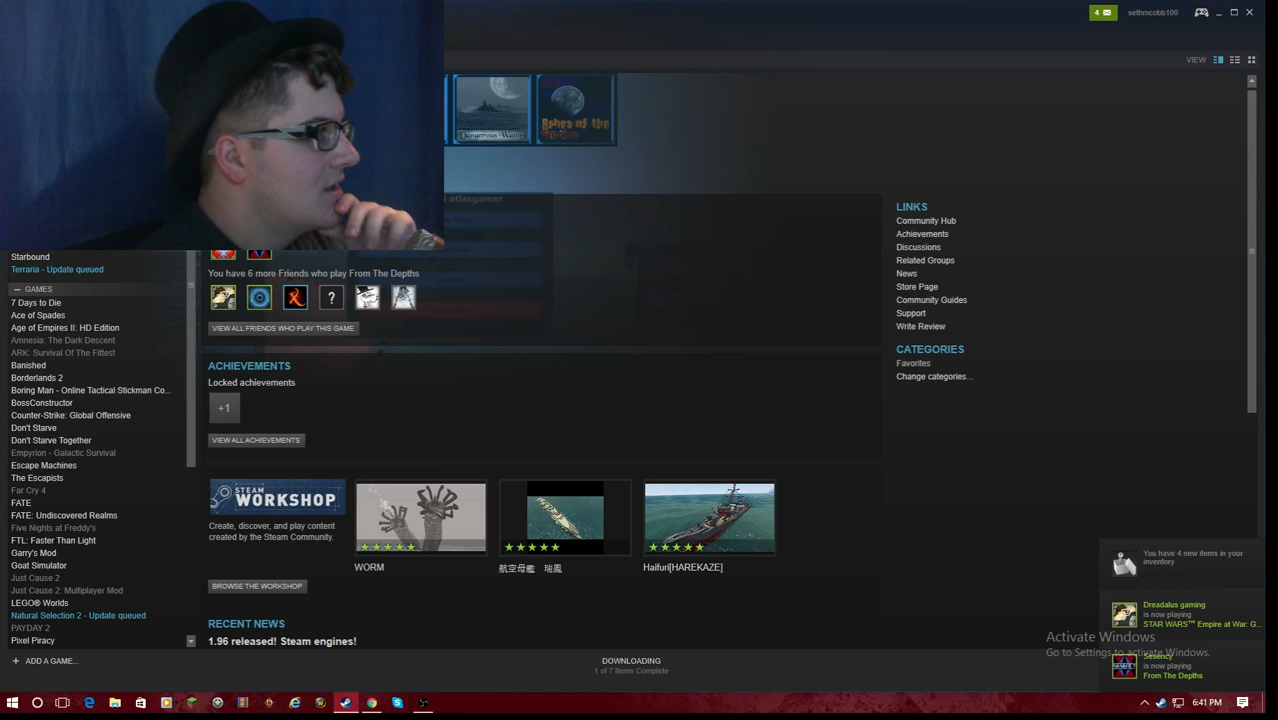 4
sethmcobb100
VIEW
Dangerous Waters
Ashes of the
atlasgamer
Starbound
Terraria - Update queued
GAMES
7 Days to Die
Ace of Spades
Age of Empires II: HD Edition
Amnesia: The Dark Descent
ARK: Survival Of The Fittest
Banished
Borderlands 2
Boring Man - Online Tactical Stickman Co...
BossConstructor
Counter-Strike: Global Offensive
Don't Starve
Don't Starve Together
Empyrion - Galactic Survival
Escape Machines
The Escapists
Far Cry 4
FATE
FATE: Undiscovered Realms
Five Nights at Freddy's
FTL: Faster Than Light
Garry's Mod
Goat Simulator
Just Cause 2
Just Cause 2: Multiplayer Mod
LEGO® Worlds
Natural Selection 2 - Update queued
PAYDAY 2
Pixel Piracy
ADD A GAME...
You have 6 more Friends who play From The Depths
?
VIEW ALL FRIENDS WHO PLAY THIS GAME
ACHIEVEMENTS
Locked achievements
+1
VIEW ALL ACHIEVEMENTS
STEAM
WORKSHOP
Create, discover, and play content
created by the Steam Community.
BROWSE THE WORKSHOP
WORM
航空母艦 瑞鳳
Haifuri[HAREKAZE]
RECENT NEWS
1.96 released! Steam engines!
DOWNLOADING
1 of 7 Items Complete
LINKS
Community Hub
Achievements
Discussions
Related Groups
News
Store Page
Community Guides
Support
Write Review
CATEGORIES
Favorites
Change categories...
You have 4 new items in your
inventory
Dreadalus gaming
is now playing
STAR WARS™ Empire at War: G...
Activate Windows
Go to Settings to activate Windows.
Sesency
is now playing
From The Depths
6:41 PM